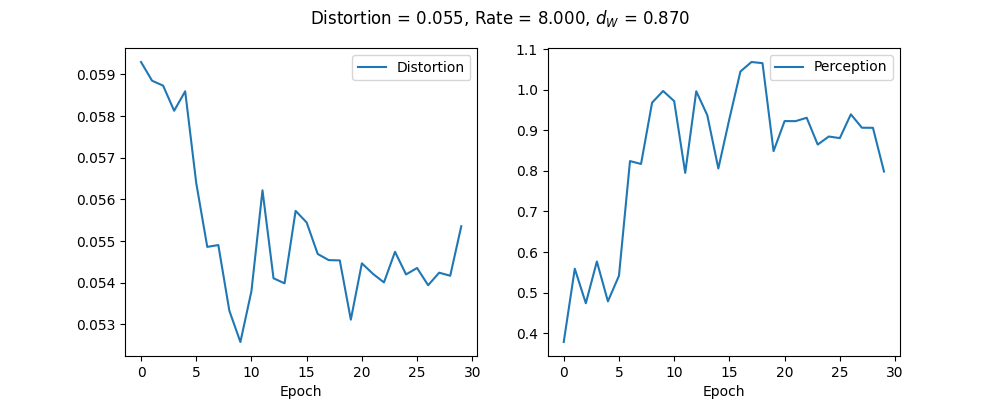 Distortion = 0.055, Rate = 8.000, d_W = 0.870
Distortion
0.059
0.058
0.057
0.056
0.055
0.054
0.053
0 5 10 15 20 25 30
Epoch
Perception
1.1
1.0
0.9
0.8
0.7
0.6
0.5
0.4
0 5 10 15 20 25 30
Epoch